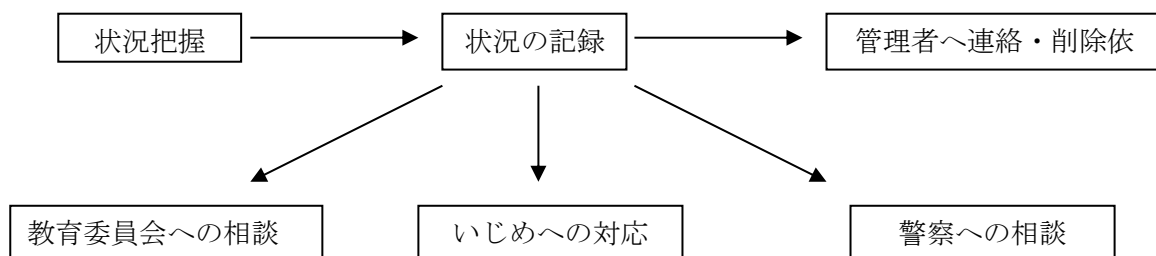 状況把握
状況の記録
管理者へ連絡・削除依
教育委員会への相談
いじめへの対応
警察への相談